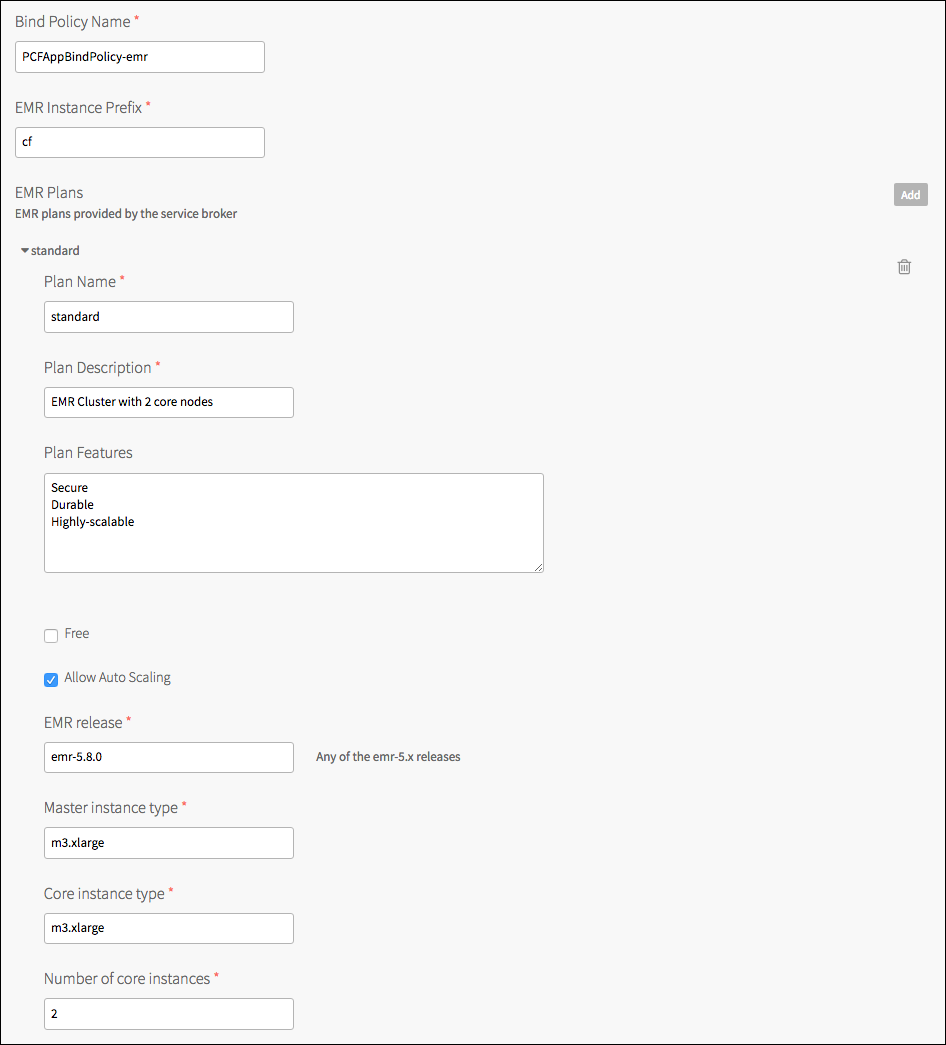 Bind Policy Name *
PCFAppBindPolicy-emr
EMR Instance Prefix *
cf
EMR Plans
Add
EMR plans provided by the service broker
standard
Plan Name *
standard
Plan Description *
EMR Cluster with 2 core nodes
Plan Features
Secure
Durable
Highly-scalable
Free
Allow Auto Scaling
EMR release *
emr-5.8.0
Any of the emr-5.x releases
Master instance type *
m3.xlarge
Core instance type *
m3.xlarge
Number of core instances *
2